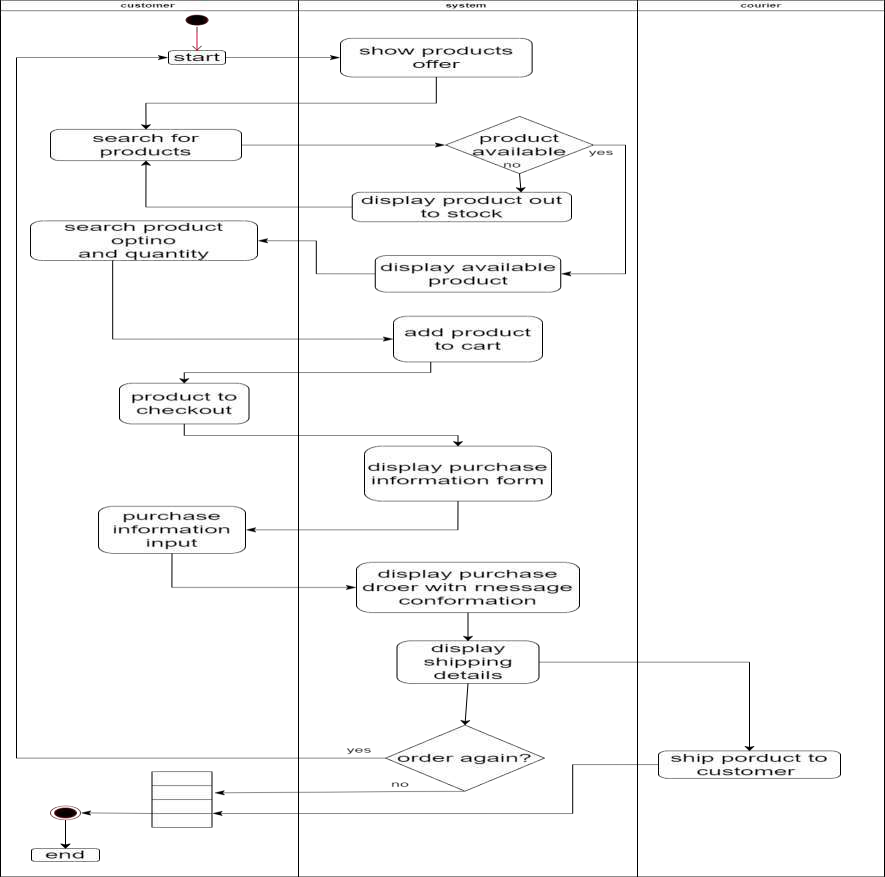 customer
system
courier
start
show products
offer
search for
products
product
available
no
yes
display product out
to stock
search product
optino
and quantity
display available
product
add product
to cart
product to
checkout
display purchase
information form
purchase
information
input
display purchase
droer witn rnessage
conformation
display
shipping
details
yes
order again?
no
ship porduct to
customer
end